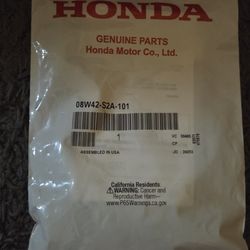 HONDA
GENUINE PARTS
Honda Motor Co., Ltd.
08W42-S2A-101
1
ASSEMBLED IN USA
California Residents:
WARNING: Cancer and
Reproductive Harm–
www.P65Warnings.ca.gov